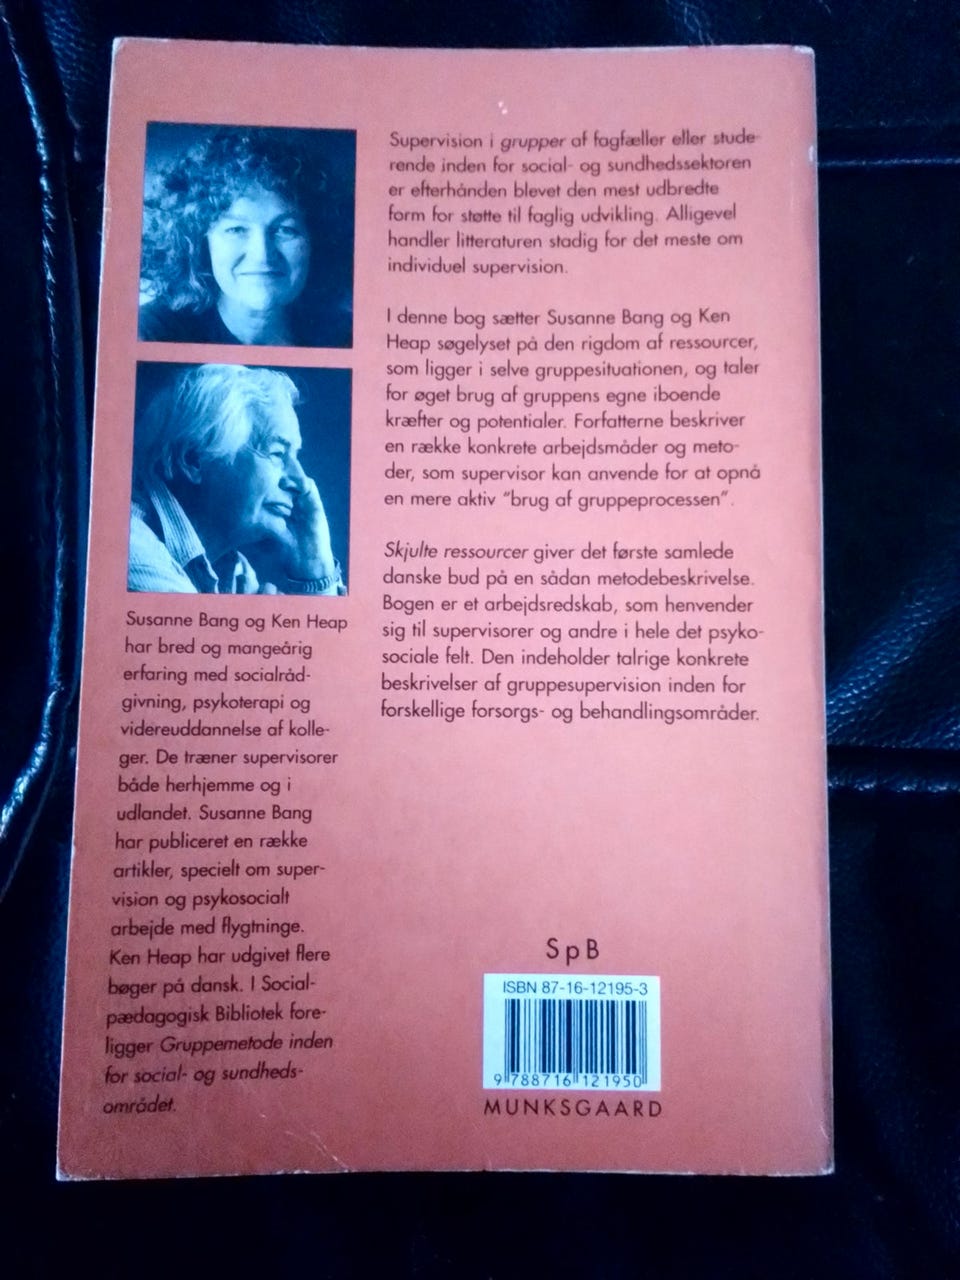 Supervision i grupper af fagfæller eller stude-
rende inden for social- og sundhedssektoren
er efterhånden blevet den mest udbredte
form for støtte til faglig udvikling. Alligevel
handler litteraturen stadig for det meste om
individuel supervision.
I denne bog sætter Susanne Bang og Ken
Heap søgelyset på den rigdom af ressourcer,
som ligger i selve gruppesituationen, og taler
for øget brug af gruppens egne iboende
kræfter og potentialer. Forfatterne beskriver
en række konkrete arbejdsmåder og meto-
der, som supervisor kan anvende for at opnå
en mere aktiv "brug af gruppeprocessen".
Skjulte ressourcer giver det første samlede
danske bud på en sådan metodebeskrivelse.
Bogen er et arbejdsredskab, som henvender
sig til supervisorer og andre i hele det psyko-
sociale felt. Den indeholder talrige konkrete
beskrivelser af gruppesupervision inden for
forskellige forsorgs- og behandlingsområder.
Susanne Bang og Ken Heap
har bred og mangeårig
erfaring med socialråd-
givning, psykoterapi og
videreuddannelse af kolle-
ger. De træner supervisorer
både herhjemme og i
udlandet. Susanne Bang
har publiceret en række
artikler, specielt om super-
vision og psykosocialt
arbejde med flygtninge.
Ken Heap har udgivet flere
bøger på dansk. I Social-
pædagogisk Bibliotek fore-
ligger Gruppemetode inden
for social- og sundheds-
området.
SpB
ISBN 87-16-12195-3
9 788716 121950
MUNKSGAARD